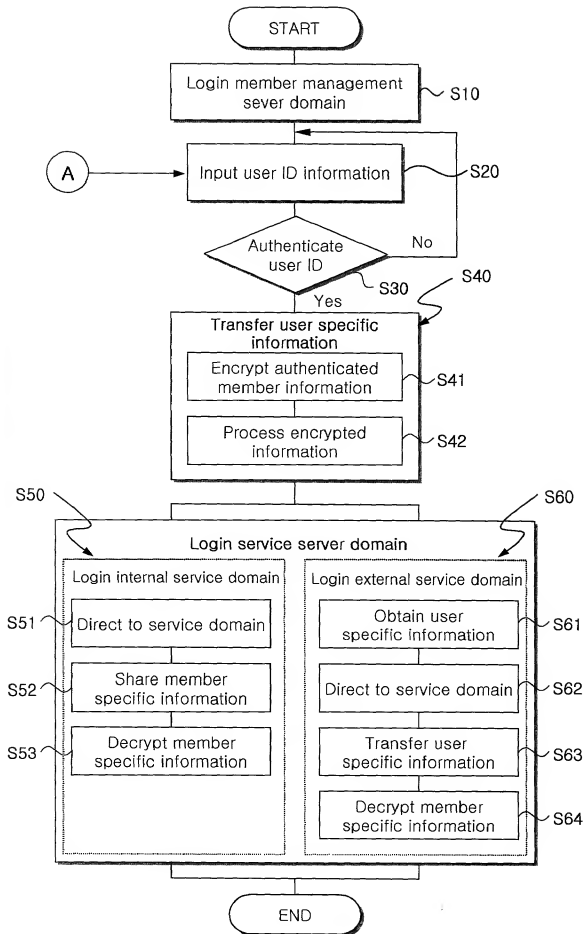 START
Login member management
sever domain
S10
A
Input user ID information
S20
Authenticate
user ID
No
S30
Yes
S40
Transfer user specific
information
Encrypt authenticated
member information
S41
Process encrypted
information
S42
S50
S60
Login service server domain
Login internal service domain
S51
Direct to service domain
S52
Share member
specific information
S53
Decrypt member
specific information
Login external service domain
Obtain user
specific information
S61
Direct to service domain
S62
Transfer user
specific information
S63
Decrypt member
specific information
S64
END